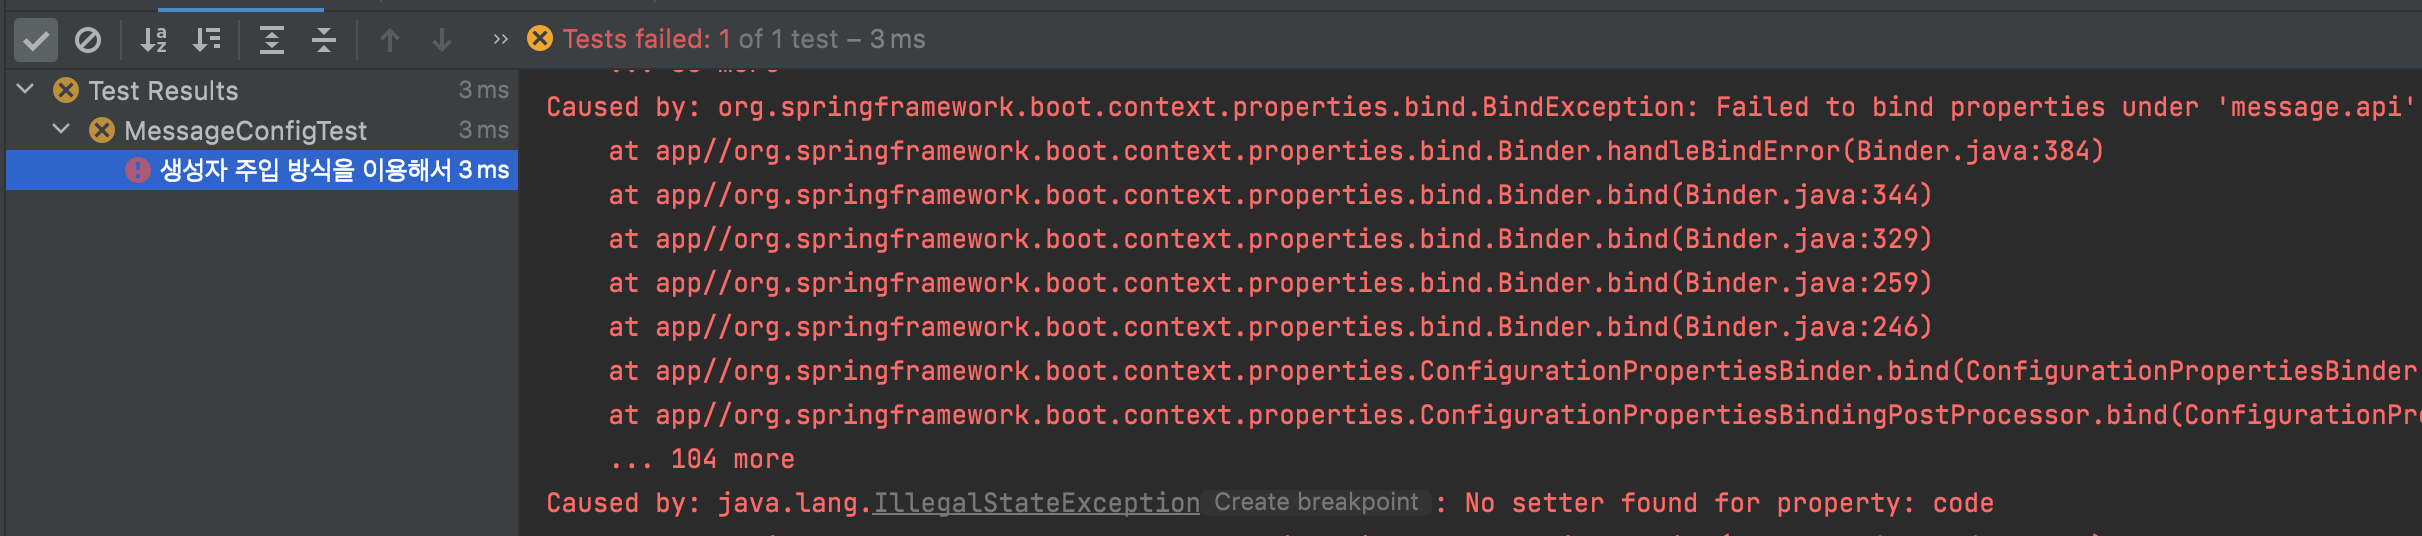 Tests failed: 1 of 1 test – 3 ms
Test Results 3 ms
MessageConfigTest 3 ms
생성자 주입 방식을 이용해서 3 ms
Caused by: org.springframework.boot.context.properties.bind.BindException: Failed to bind properties under 'message.api'
at app//org.springframework.boot.context.properties.bind.Binder.handleBindError(Binder.java:384)
at app//org.springframework.boot.context.properties.bind.Binder.bind(Binder.java:344)
at app//org.springframework.boot.context.properties.bind.Binder.bind(Binder.java:329)
at app//org.springframework.boot.context.properties.bind.Binder.bind(Binder.java:259)
at app//org.springframework.boot.context.properties.bind.Binder.bind(Binder.java:246)
at app//org.springframework.boot.context.properties.ConfigurationPropertiesBinder.bind(ConfigurationPropertiesBinder
at app//org.springframework.boot.context.properties.ConfigurationPropertiesBindingPostProcessor.bind(ConfigurationPr
... 104 more
Caused by: java.lang.IllegalStateException Create breakpoint : No setter found for property: code